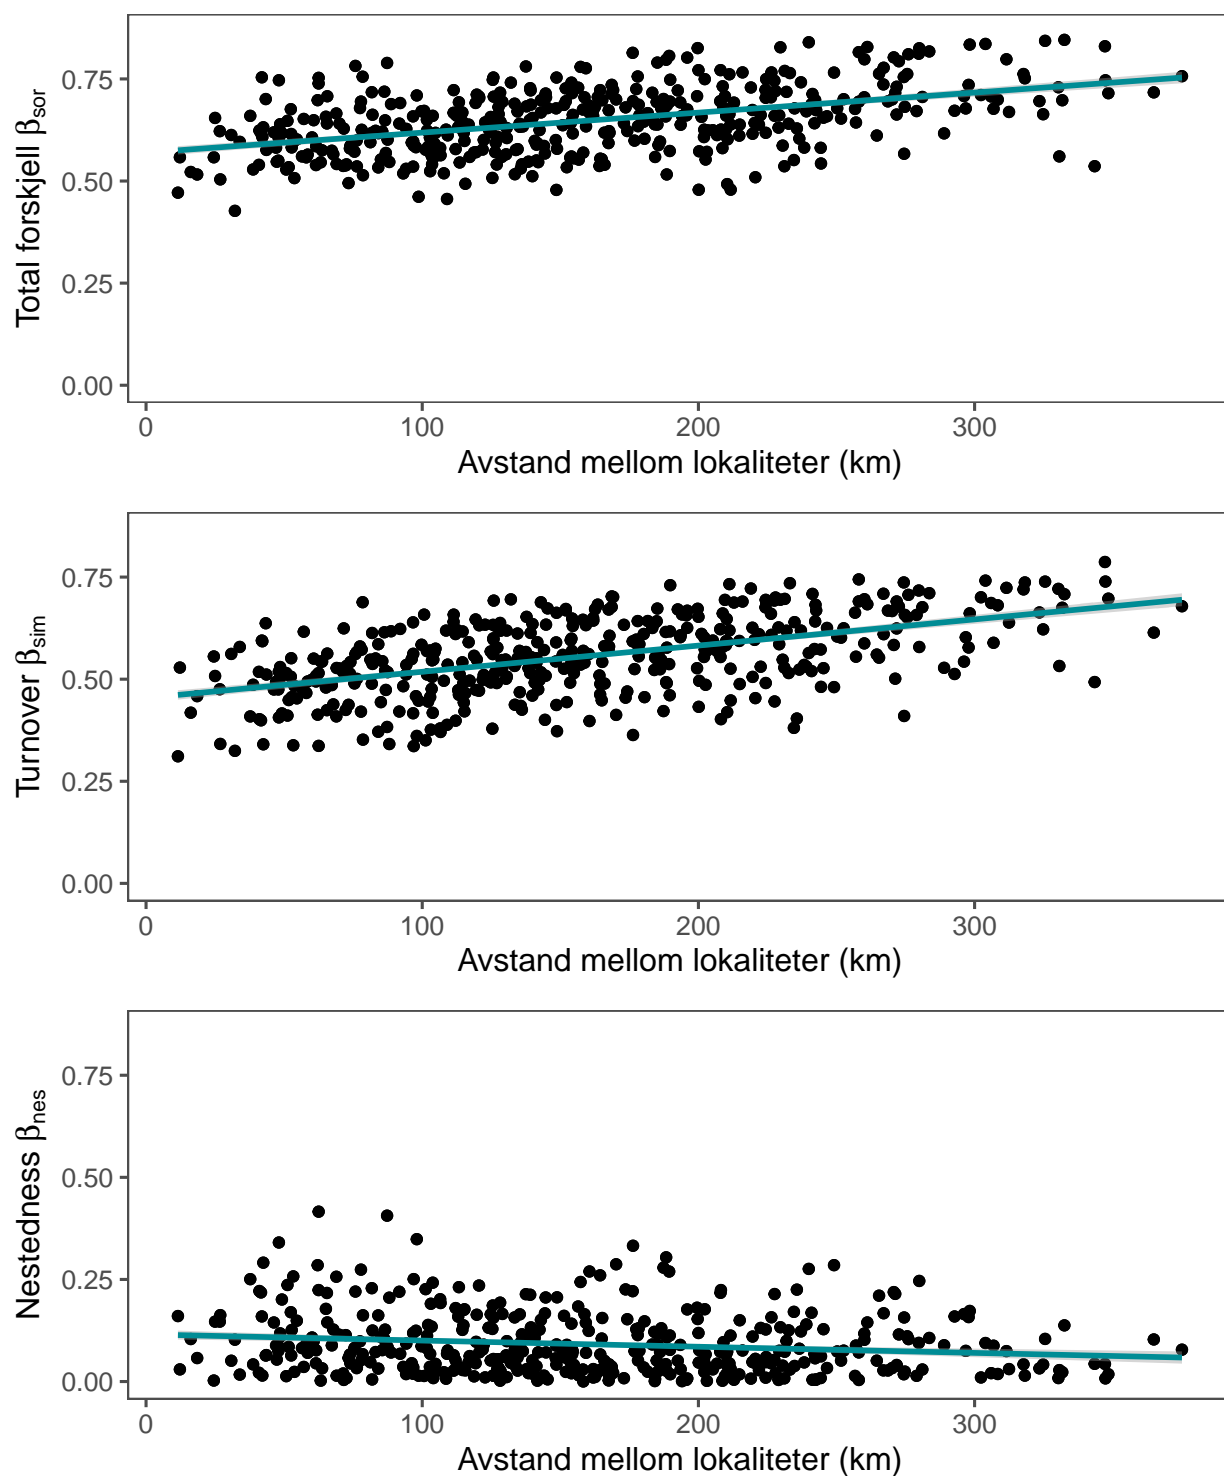 Total forskjell βsor
0.75
0.50
0.25
0.00
0 100 200 300
Avstand mellom lokaliteter (km)
Turnover βsim
0.75
0.50
0.25
0.00
0 100 200 300
Avstand mellom lokaliteter (km)
Nestedness βnes
0.75
0.50
0.25
0.00
0 100 200 300
Avstand mellom lokaliteter (km)